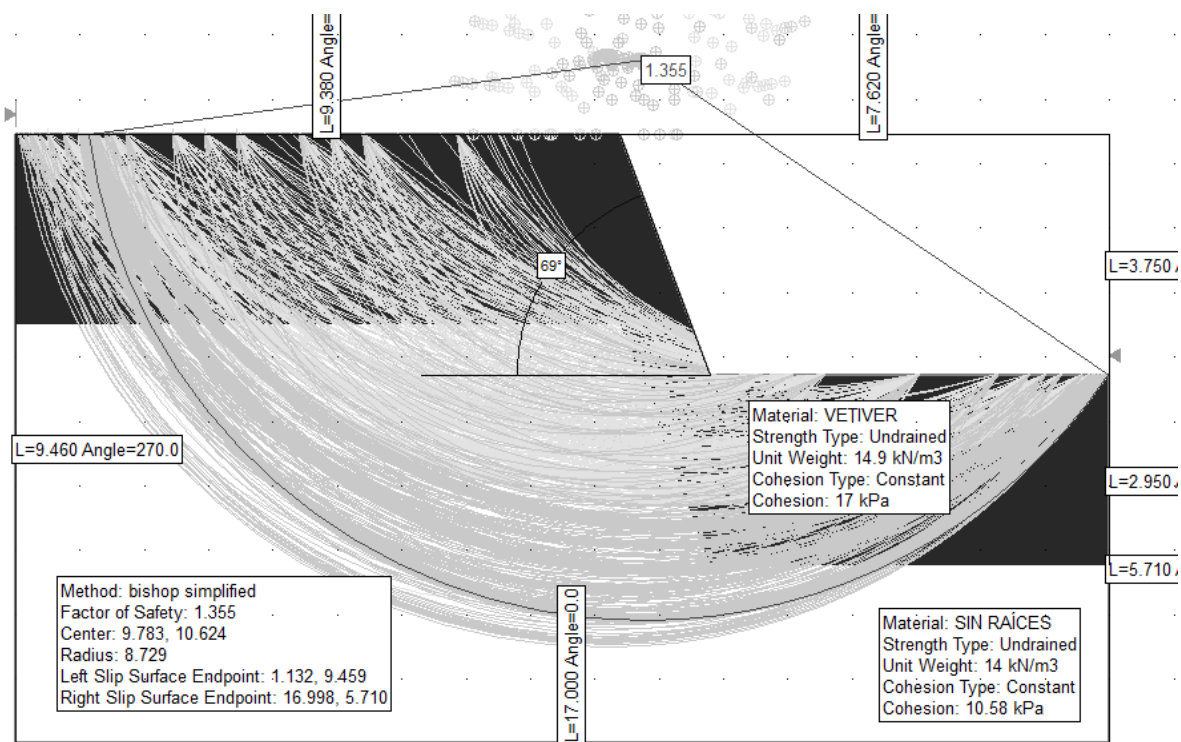 L=9.380 Angle=
1.355
L=7.620 Angle=
69°
L=3.750 A
Material: VETIVER
Strength Type: Undrained
Unit Weight: 14.9 kN/m3
Cohesion Type: Constant
Cohesion: 17 kPa
L=9.460 Angle=270.0
L=2.950 A
L=5.710 A
Method: bishop simplified
Factor of Safety: 1.355
Center: 9.783, 10.624
Radius: 8.729
Left Slip Surface Endpoint: 1.132, 9.459
Right Slip Surface Endpoint: 16.998, 5.710
L=17.000 Angle=0.0
Material: SIN RAÍCES
Strength Type: Undrained
Unit Weight: 14 kN/m3
Cohesion Type: Constant
Cohesion: 10.58 kPa